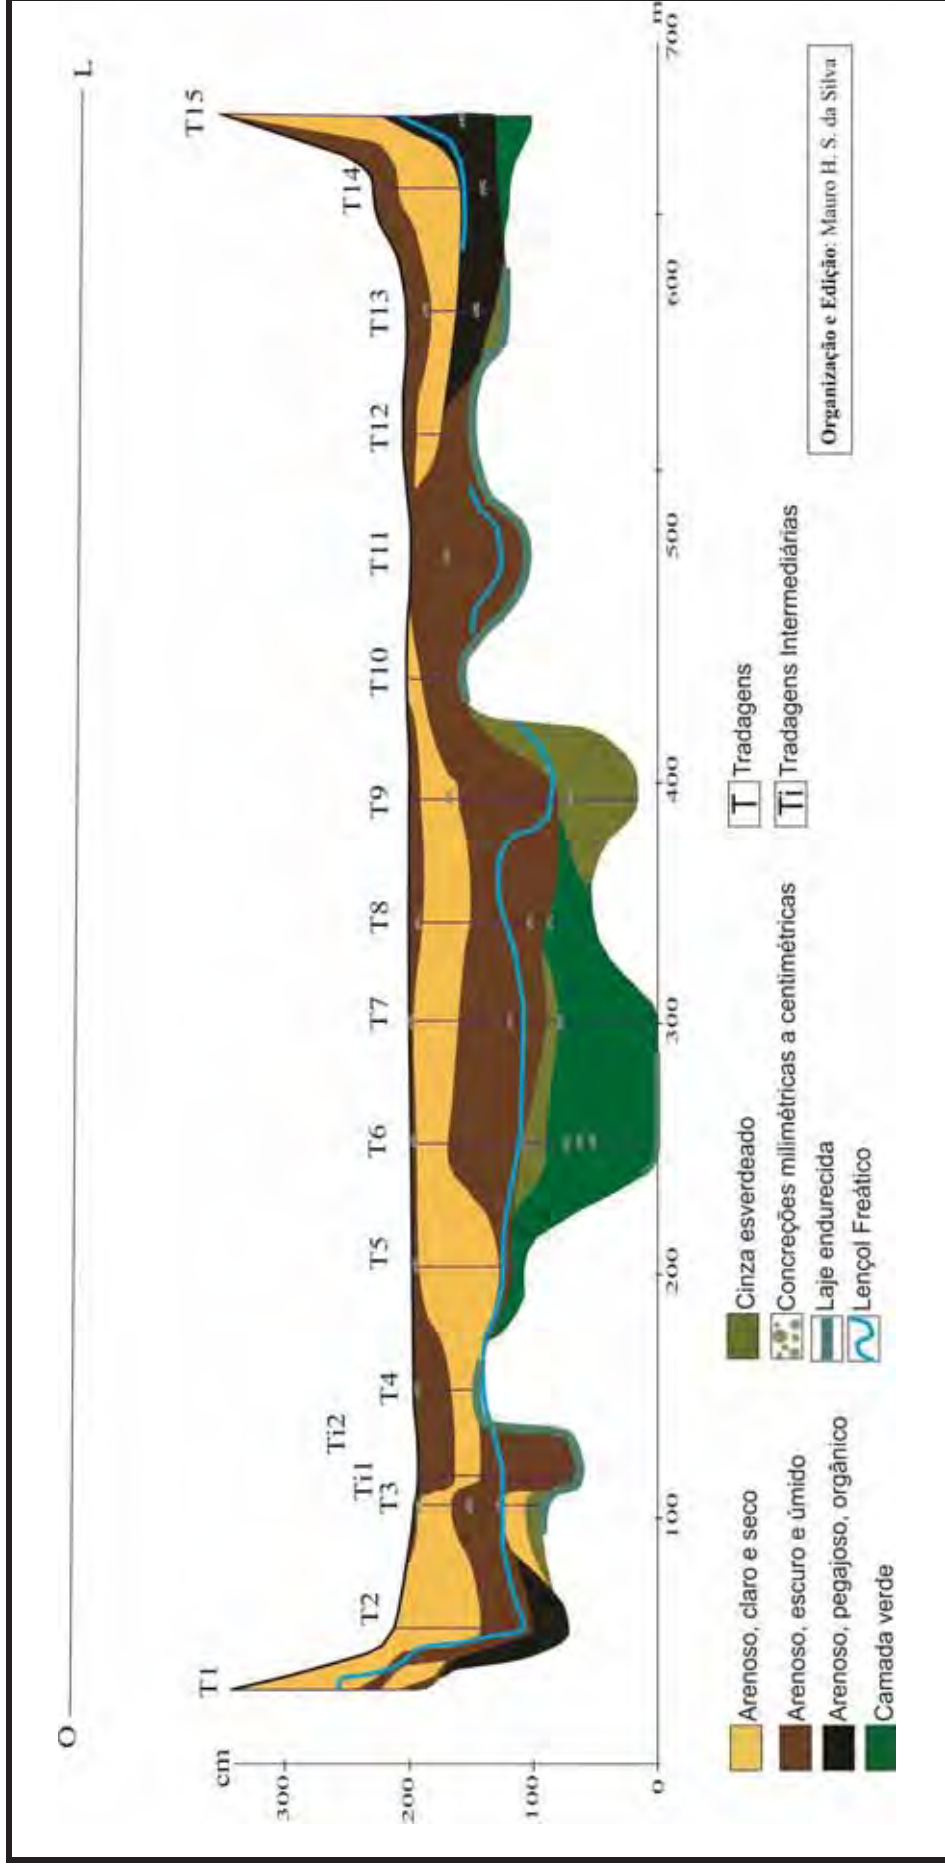 O L
T1 T2 T3 Ti1 Ti2 T4 T5 T6 T7 T8 T9 T10 T11 T12 T13 T14 T15
cm
300
200
100
0
100 200 300 400 500 600 700 m
Arenoso, claro e seco
Arenoso, escuro e úmido
Arenoso, pegajoso, orgânico
Camada verde
Cinza esverdeado
Concreções milimétricas a centimétricas
Laje endurecida
Lençol Freático
T Tradagens
Ti Tradagens Intermediárias
Organização e Edição: Mauro H. S. da Silva